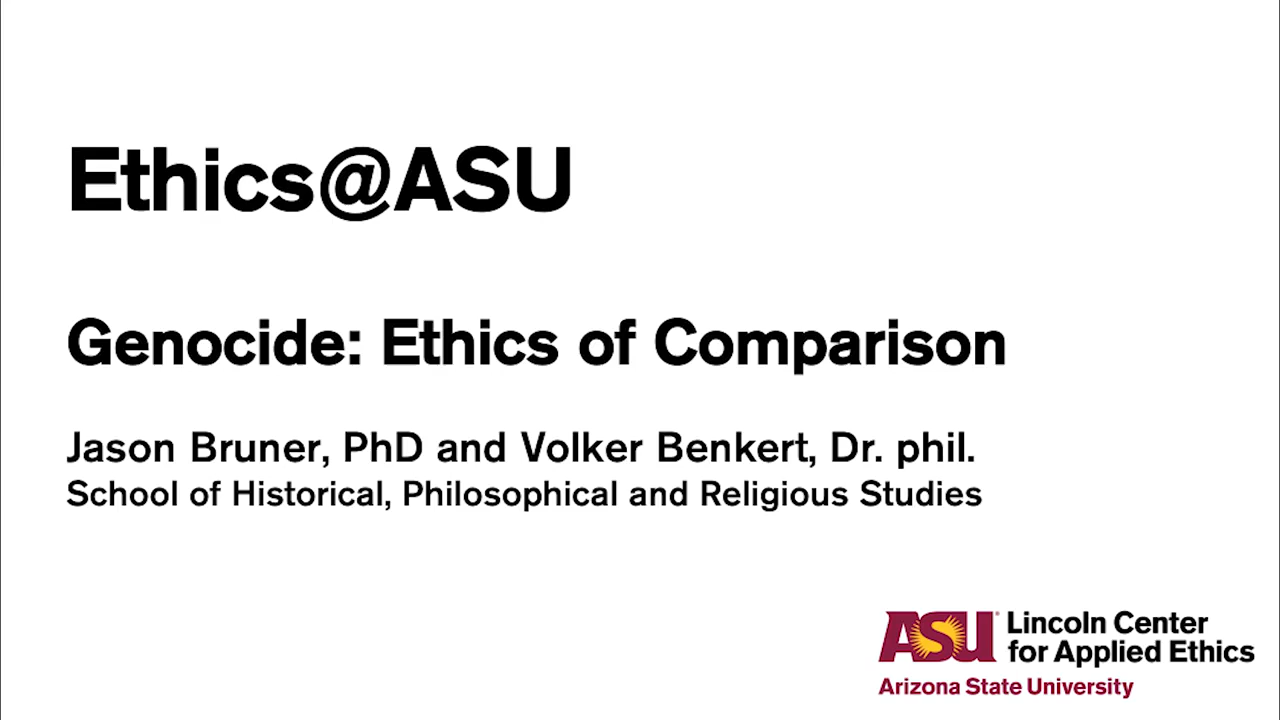 Ethics@ASU
Genocide: Ethics of Comparison
Jason Bruner, PhD and Volker Benkert, Dr. phil.
School of Historical, Philosophical and Religious Studies
ASU® Lincoln Center
for Applied Ethics
Arizona State University